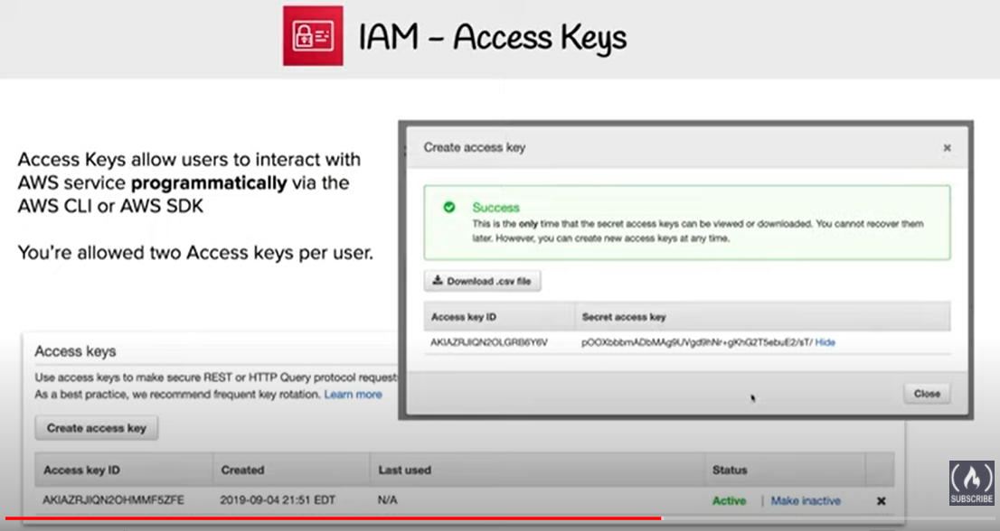 IAM – Access Keys
Access Keys allow users to interact with
AWS service programmatically via the
AWS CLI or AWS SDK
You're allowed two Access keys per user.
Create access key
Success
This is the only time that the secret access keys can be viewed or downloaded. You cannot recover them
later. However, you can create new access keys at any time.
Download .csv file
Access key ID Secret access key
Hide
Close
Access keys
Use access keys to make secure REST or HTTP Query protocol request
As a best practice, we recommend frequent key rotation. Learn more
Create access key
Access key ID Created Last used Status
AKIAZRJIQN2OHMMF5ZFE 2019-09-04 21:51 EDT N/A Active | Make inactive
SUBSCRIBE